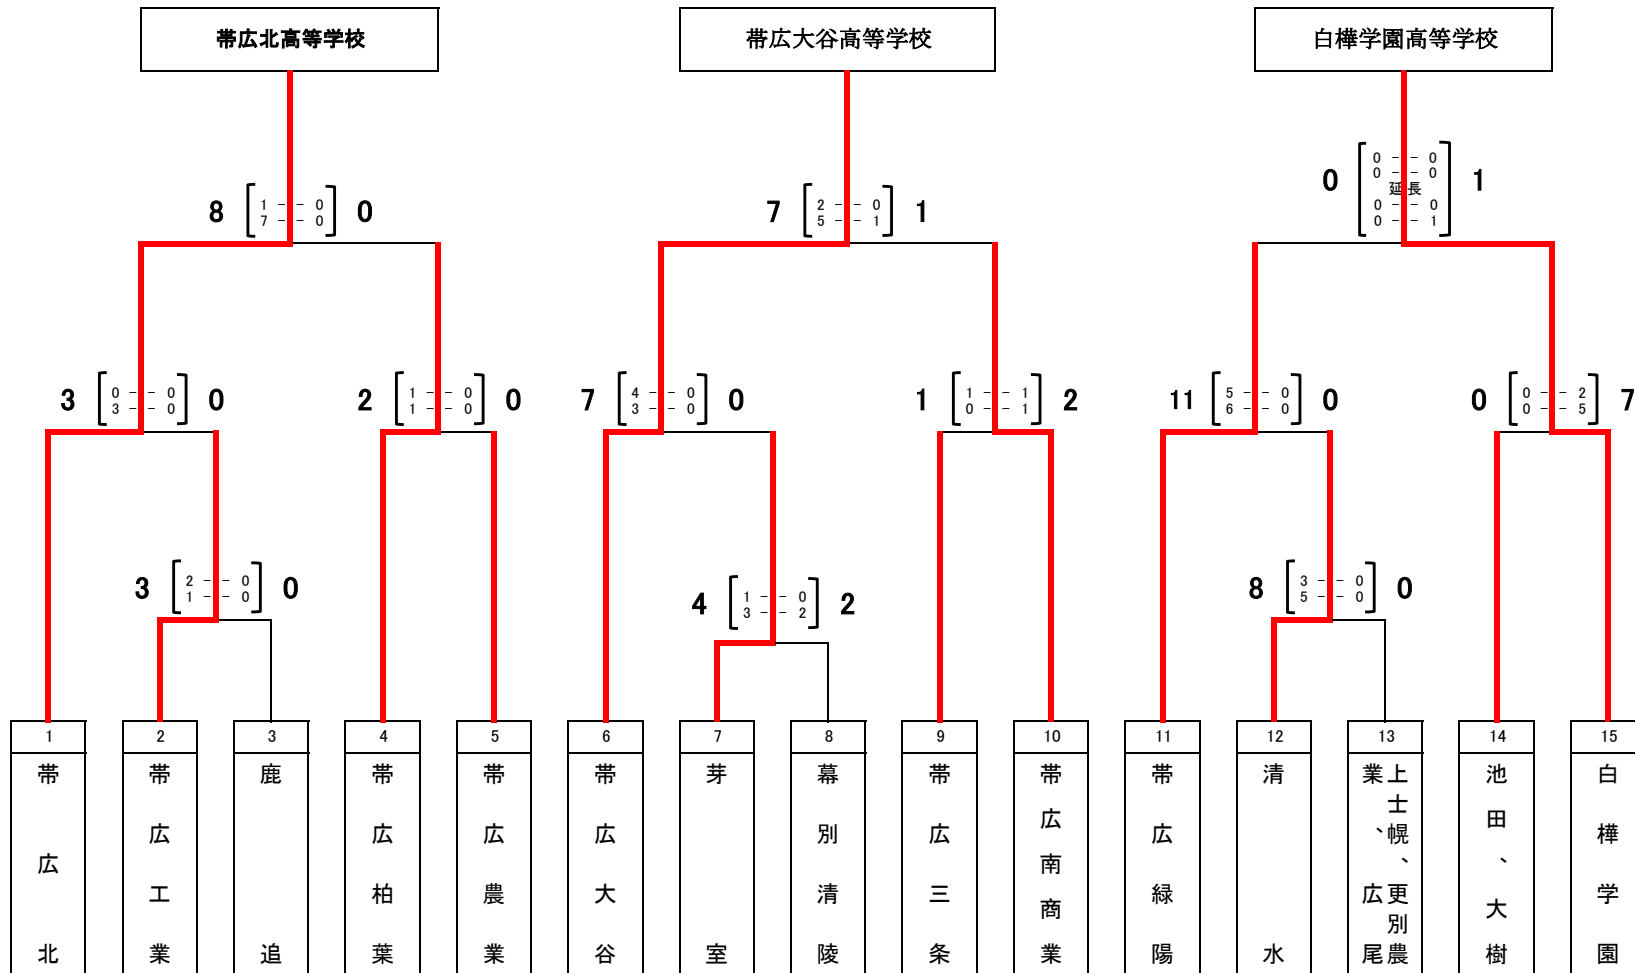 帯広北高等学校
帯広大谷高等学校
白樺学園高等学校
8 1 - - 0 0
7 - - 0
7 2 - - 0 1
5 - - 1
0 0 - - 0 1
0 - - 0
延長
0 - - 0
0 - - 1
3 0 - - 0 0
3 - - 0
2 1 - - 0 0
1 - - 0
7 4 - - 0 0
3 - - 0
1 1 - - 1 2
0 - - 1
11 5 - - 0 0
6 - - 0
0 0 - - 2 7
0 - - 5
3 2 - - 0 0
1 - - 0
4 1 - - 0 2
3 - - 2
8 3 - - 0 0
5 - - 0
1
帯広北
2
帯広工業
3
鹿追
4
帯広柏葉
5
帯広農業
6
帯広大谷
7
芽室
8
幕別清陵
9
帯広三条
10
帯広南商業
11
帯広緑陽
12
清水
13
上士幌、更別農
業、広尾
14
池田、大樹
15
白樺学園